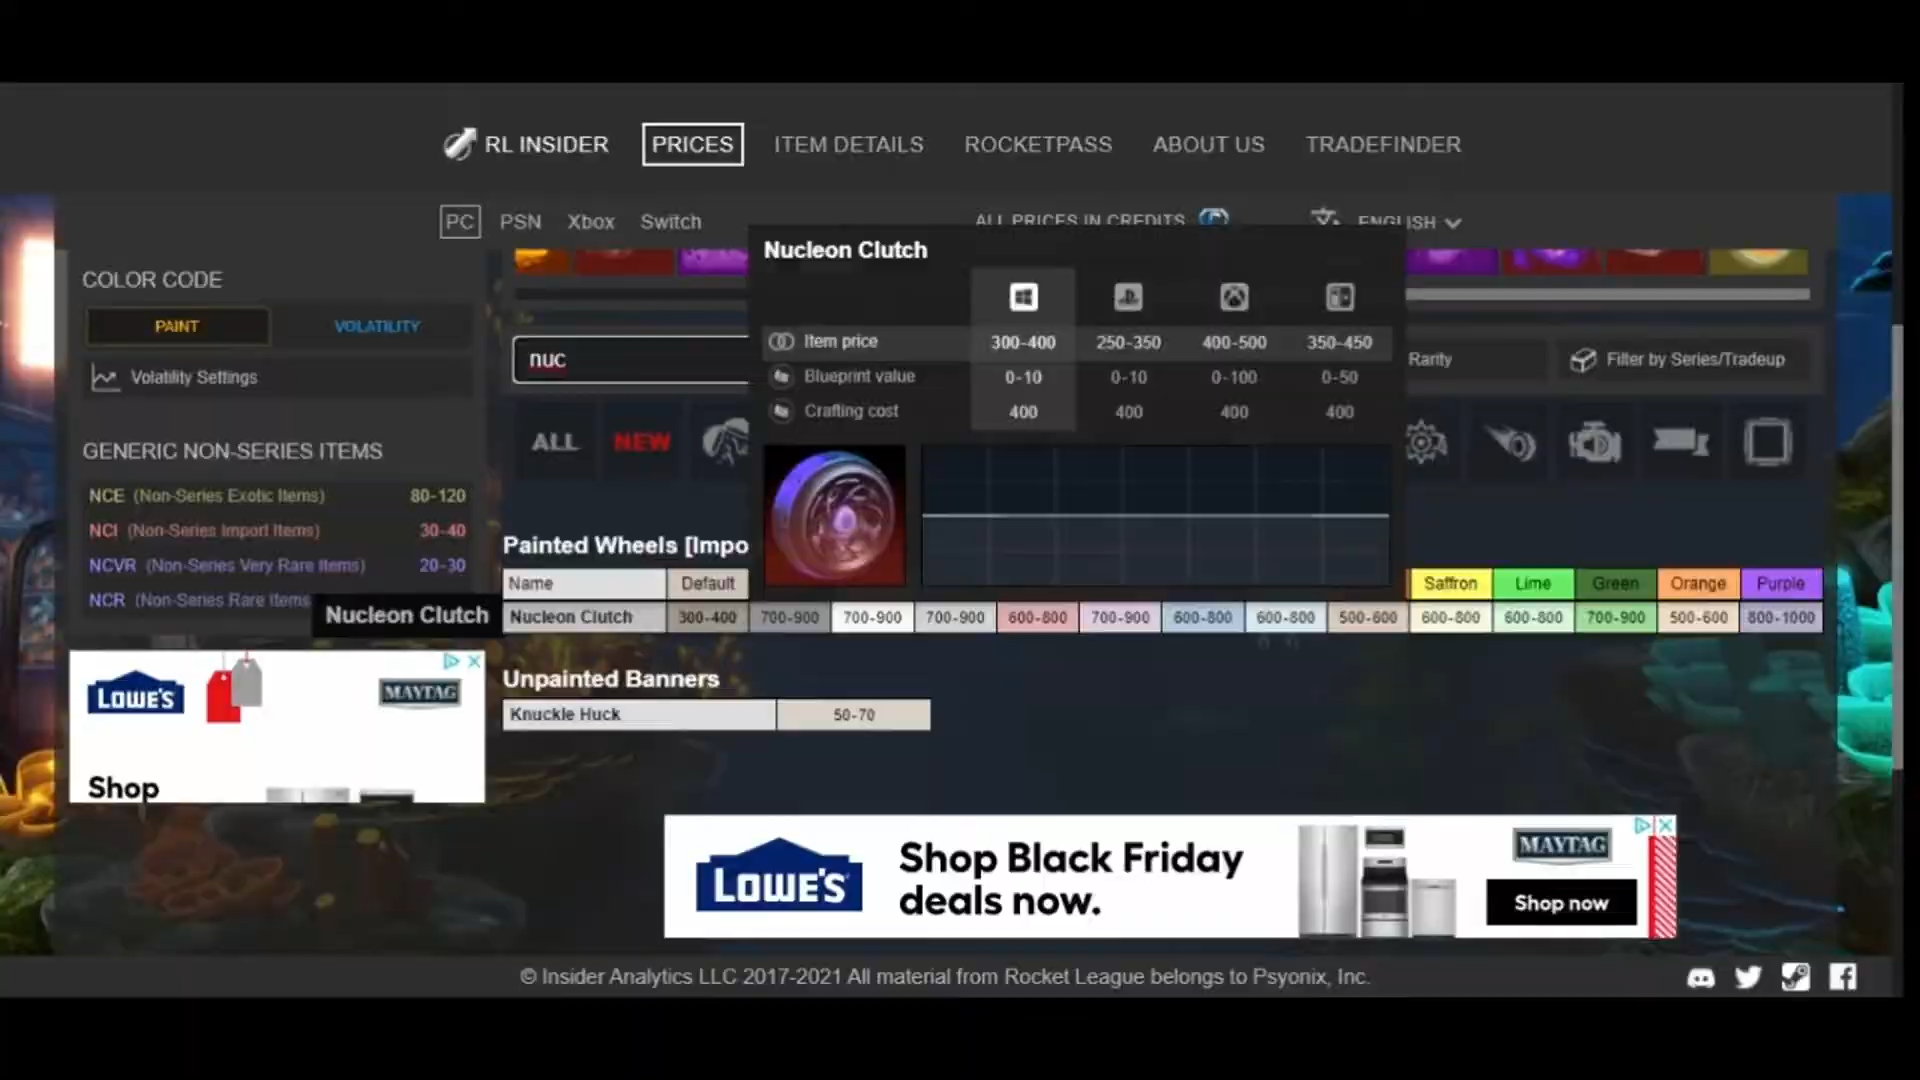 RL INSIDER PRICES ITEM DETAILS ROCKETPASS ABOUT US TRADEFINDER
PC PSN Xbox Switch ALL PRICES IN CREDITS ENGLISH
COLOR CODE
PAINT VOLATILITY
Volatility Settings
GENERIC NON-SERIES ITEMS
NCE (Non-Series Exotic Items) 80-120
NCI (Non-Series Import Items) 30-40
NCVR (Non-Series Very Rare Items) 20-30
NCR (Non-Series Rare Items
Nucleon Clutch
nuc
Rarity Filter by Series/Tradeup
ALL NEW
Nucleon Clutch
Item price 300-400 250-350 400-500 350-450
Blueprint value 0-10 0-10 0-100 0-50
Crafting cost 400 400 400 400
Painted Wheels [Impo
Name Default Saffron Lime Green Orange Purple
Nucleon Clutch 300-400 700-900 700-900 700-900 600-800 700-900 600-800 600-800 500-600 600-800 600-800 700-900 500-600 800-1000
Unpainted Banners
Knuckle Huck 50-70
LOWE'S MAYTAG
Shop
LOWE'S
Shop Black Friday
deals now.
MAYTAG
Shop now
© Insider Analytics LLC 2017-2021 All material from Rocket League belongs to Psyonix, Inc.